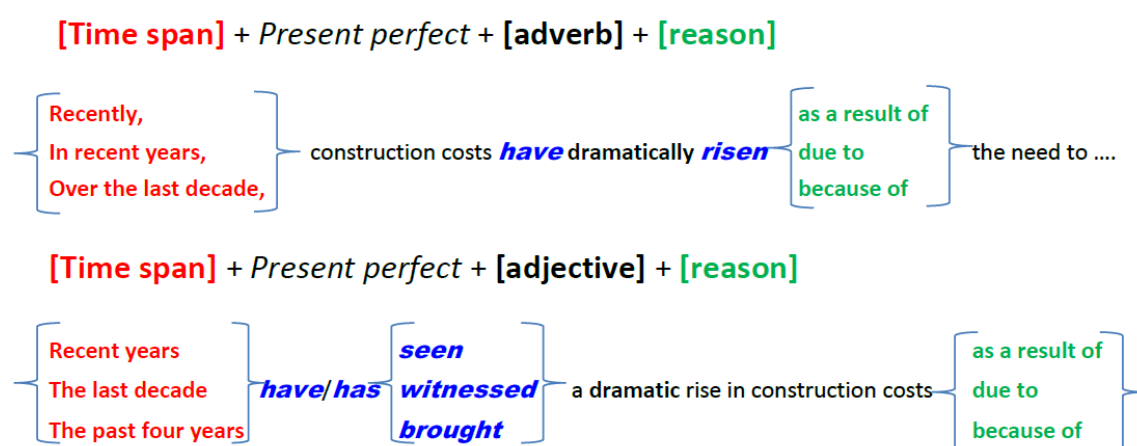 [Time span] + Present perfect + [adverb] + [reason]
Recently,
In recent years,
Over the last decade,
construction costs have dramatically risen
as a result of
due to
because of
the need to ....
[Time span] + Present perfect + [adjective] + [reason]
Recent years
The last decade
The past four years
have/has
seen
witnessed
brought
a dramatic rise in construction costs
as a result of
due to
because of